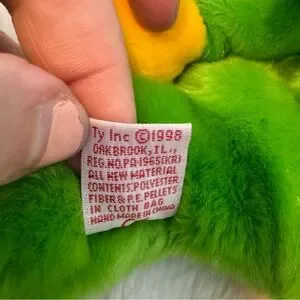 Ty Inc ©1998
OAKBROOK, IL.,
REG.NO.PA-1965(KR)
ALL NEW MATERIAL
CONTENTS:POLYESTER
FIBER & P.E.PELLETS
IN CLOTH BAG
HAND MADE IN CHINA